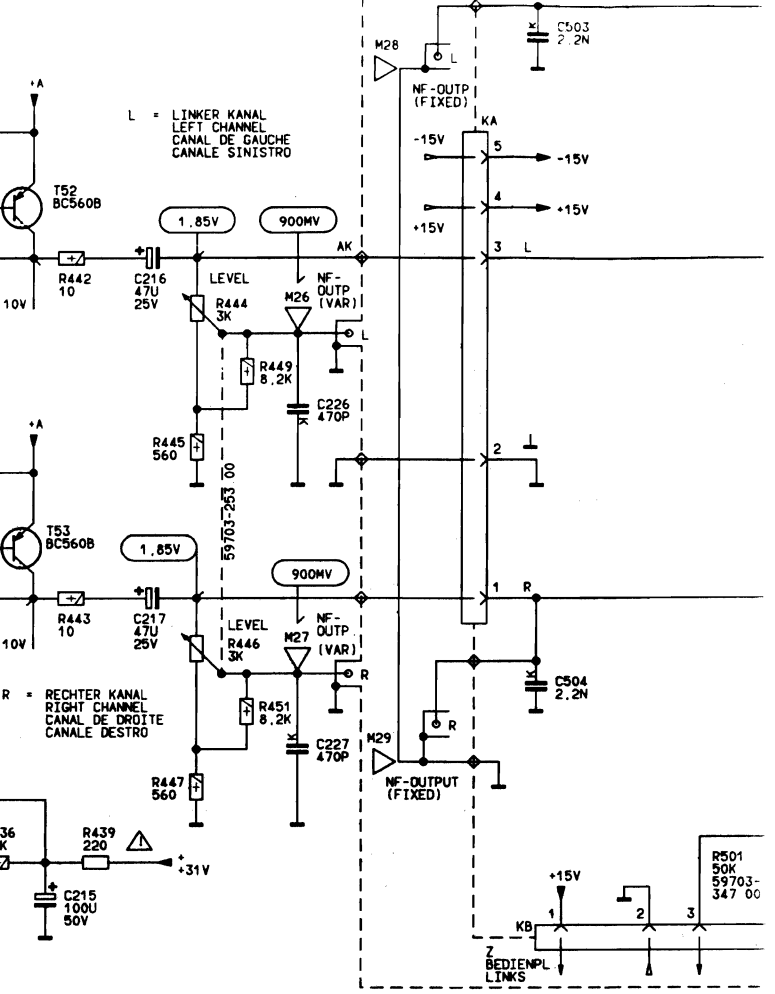 C503
2.2N
M28
L
NF-OUTP
(FIXED)
+A
L = LINKER KANAL
LEFT CHANNEL
CANAL DE GAUCHE
CANALE SINISTRO
KA
-15V
5
-15V
4
+15V
+15V
T52
BC560B
1,85V
900MV
AK
3
L
R442
10
C216
47U
25V
LEVEL
R444
3K
NF-
OUTP
(VAR)
M26
L
10V
R449
8,2K
C226
470P
K
+A
R445
560
2
L
59703-253.00
T53
BC560B
1,85V
900MV
1
R
R443
10
C217
47U
25V
LEVEL
R446
3K
NF-
OUTP
(VAR)
M27
R
10V
R = RECHTER KANAL
RIGHT CHANNEL
CANAL DE DROITE
CANALE DESTRO
R451
8,2K
C227
470P
K
K
C504
2.2N
R
M29
NF-OUTPUT
(FIXED)
R447
560
36
K
R439
220
+
+31V
C215
100U
50V
+15V
R501
50K
59703-
347 00
KB
1
2
3
Z
BEDIENPL
LINKS